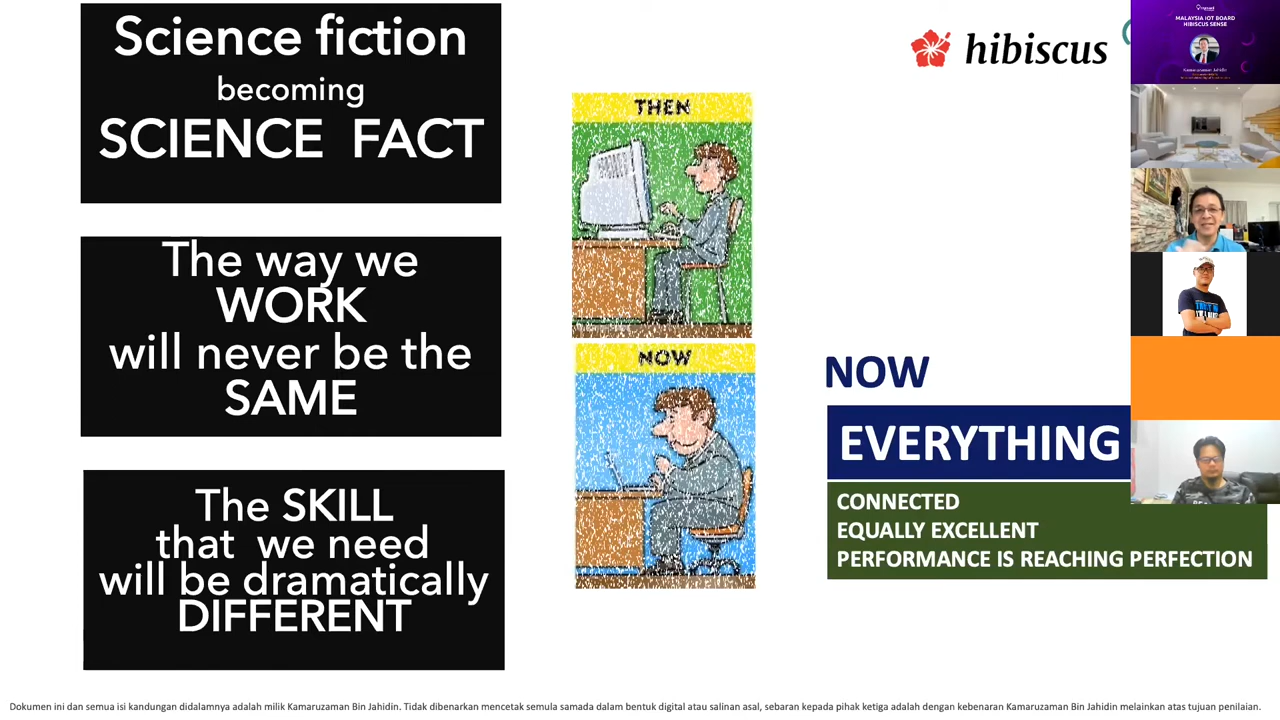 Science fiction
becoming
SCIENCE FACT
The way we
WORK
will never be the
SAME
The SKILL
that we need
will be dramatically
DIFFERENT
THEN
NOW
hibiscus
NOW
EVERYTHING
CONNECTED
EQUALLY EXCELLENT
PERFORMANCE IS REACHING PERFECTION
MALAYSIA IOT BOARD
HIBISCUS SENSE
Kamaruzaman Jahidin
Dokumen ini dan semua isi kandungan didalamnya adalah milik Kamaruzaman Bin Jahidin. Tidak dibenarkan mencetak semula samada dalam bentuk digital atau salinan asal, sebaran kepada pihak ketiga adalah dengan kebenaran Kamaruzaman Bin Jahidin melainkan atas tujuan penilaian.